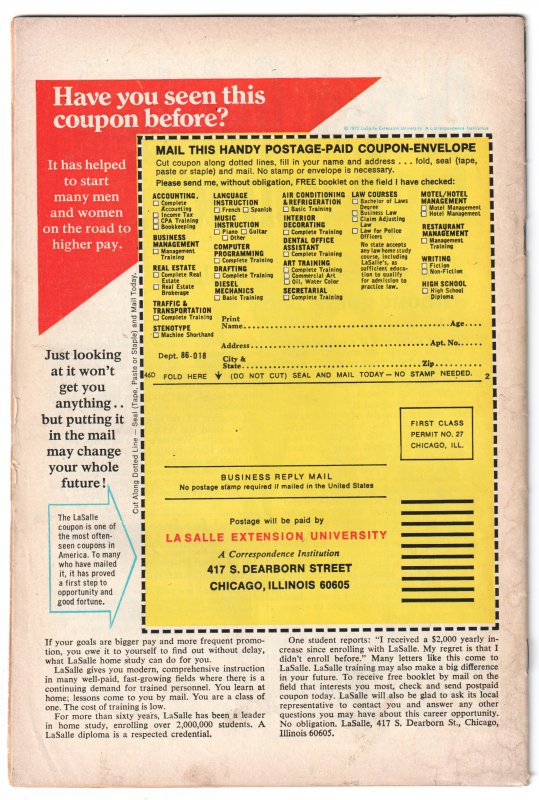 Have you seen this
coupon before?
© 1972 LaSalle Extension University, A Correspondence Institution
It has helped
to start
many men
and women
on the road to
higher pay.
MAIL THIS HANDY POSTAGE-PAID COUPON-ENVELOPE
Cut coupon along dotted lines, fill in your name and address . . . fold, seal (tape,
paste or staple) and mail. No stamp or envelope is necessary.
Please send me, without obligation, FREE booklet on the field I have checked:
ACCOUNTING
Complete
Accounting
Income Tax
CPA Training
Bookkeeping
BUSINESS
MANAGEMENT
Management
Training
REAL ESTATE
Complete Real
Estate
Real Estate
Brokerage
TRAFFIC &
TRANSPORTATION
Complete Training
STENOTYPE
Machine Shorthand
LANGUAGE
INSTRUCTION
French Spanish
MUSIC
INSTRUCTION
Piano Guitar
Other
COMPUTER
PROGRAMMING
Complete Training
DRAFTING
Complete Training
DIESEL
MECHANICS
Basic Training
AIR CONDITIONING
& REFRIGERATION
Basic Training
INTERIOR
DECORATING
Complete Training
DENTAL OFFICE
ASSISTANT
Complete Training
ART TRAINING
Complete Training
Commercial Art
Oil, Water Color
SECRETARIAL
Complete Training
LAW COURSES
Bachelor of Laws
Degree
Business Law
Claim Adjusting
Law
Law for Police
Officers
No state accepts
any law home
study course,
including
LaSalle's, as
sufficient educa-
tion to qualify
for admission to
practice law.
MOTEL/HOTEL
MANAGEMENT
Motel Management
Hotel Management
RESTAURANT
MANAGEMENT
Management
Training
WRITING
Fiction
Non-Fiction
HIGH SCHOOL
High School
Diploma
Print
Name Age
Address Apt. No.
Dept. 86-018
City &
State Zip
46D FOLD HERE (DO NOT CUT) SEAL AND MAIL TODAY—NO STAMP NEEDED. 2
Cut Along Dotted Line — Seal (Tape, Paste or Staple) and Mail Today.
Just looking
at it won't
get you
anything . .
but putting it
in the mail
may change
your whole
future!
The LaSalle
coupon is one of
the most often-
seen coupons in
America. To many
who have mailed
it, it has proved
a first step to
opportunity and
good fortune.
FIRST CLASS
PERMIT NO. 27
CHICAGO, ILL.
BUSINESS REPLY MAIL
No postage stamp required if mailed in the United States
Postage will be paid by
LA SALLE EXTENSION UNIVERSITY
A Correspondence Institution
417 S. DEARBORN STREET
CHICAGO, ILLINOIS 60605
If your goals are bigger pay and more frequent promo-
tion, you owe it to yourself to find out without delay,
what LaSalle home study can do for you.
LaSalle gives you modern, comprehensive instruction
in many well-paid, fast-growing fields where there is a
continuing demand for trained personnel. You learn at
home; lessons come to you by mail. You are a class of
one. The cost of training is low.
For more than sixty years, LaSalle has been a leader
in home study, enrolling over 2,000,000 students. A
LaSalle diploma is a respected credential.
One student reports: "I received a $2,000 yearly in-
crease since enrolling with LaSalle. My regret is that I
didn't enroll before." Many letters like this come to
LaSalle. LaSalle training may also make a big difference
in your future. To receive free booklet by mail on the
field that interests you most, check and send postpaid
coupon today. LaSalle will also be glad to ask its local
representative to contact you and answer any other
questions you may have about this career opportunity.
No obligation. LaSalle, 417 S. Dearborn St., Chicago,
Illinois 60605.